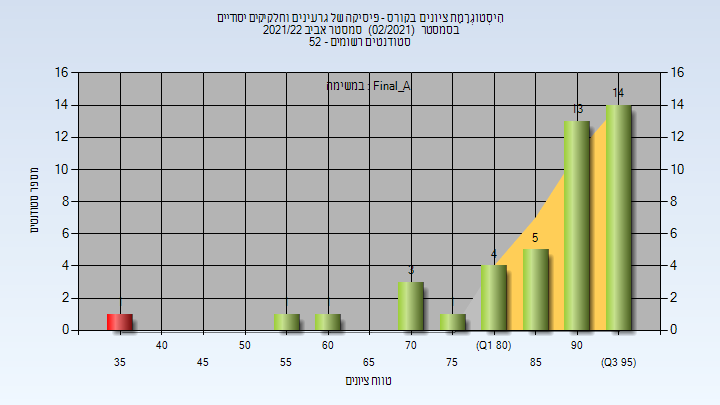 היסטוגרמת ציונים בקורס - פיסיקה של גרעינים וחלקיקים יסודיים
בסמסטר (02/2021) סמסטר אביב 2021/22
סטודנטים רשומים - 52
במשימה : Final_A
מספר סטודנטים
16 16
14 14
12 12
10 10
8 8
6 6
4 4
2 2
0 0
3 4 5 13 14
40 50 60 70 (Q1 80) 90
35 45 55 65 75 85 (Q3 95)
טווח ציונים